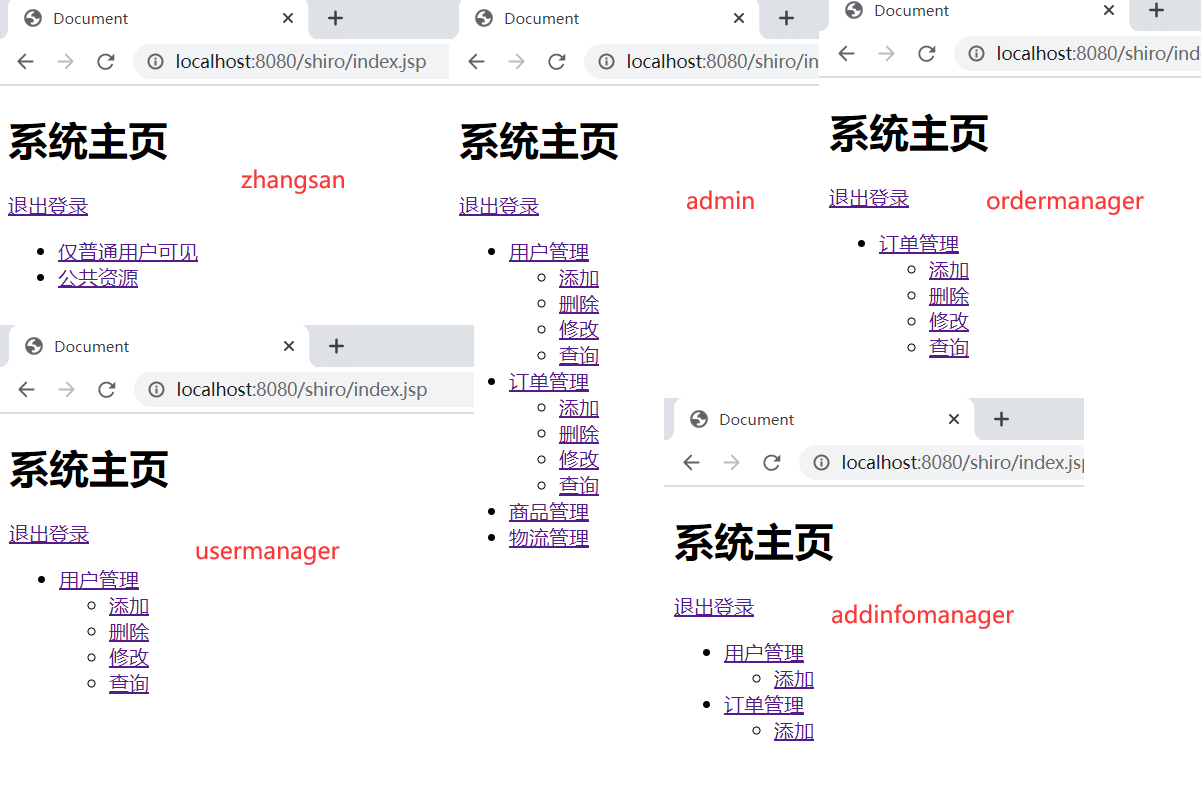 Document
localhost:8080/shiro/index.jsp
系统主页
zhangsan
退出登录
仅普通用户可见
公共资源
Document
localhost:8080/shiro/in
系统主页
admin
退出登录
用户管理
添加
删除
修改
查询
订单管理
添加
删除
修改
查询
商品管理
物流管理
Document
localhost:8080/shiro/ind
系统主页
退出登录
ordermanager
订单管理
添加
删除
修改
查询
Document
localhost:8080/shiro/index.jsp
系统主页
退出登录
usermanager
用户管理
添加
删除
修改
查询
Document
localhost:8080/shiro/index.jsp
系统主页
退出登录
addinfomanager
用户管理
添加
订单管理
添加